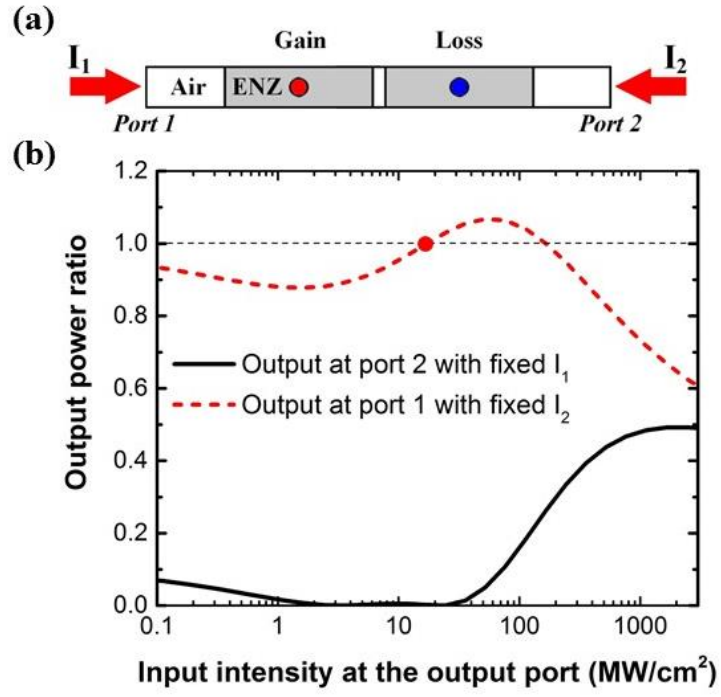 (a)
Gain Loss
I₁ I₂
Air ENZ
Port 1 Port 2
(b)
1.2
1.0
0.8
0.6
0.4
0.2
0.0
Output power ratio
Output at port 2 with fixed I₁
Output at port 1 with fixed I₂
0.1 1 10 100 1000
Input intensity at the output port (MW/cm²)